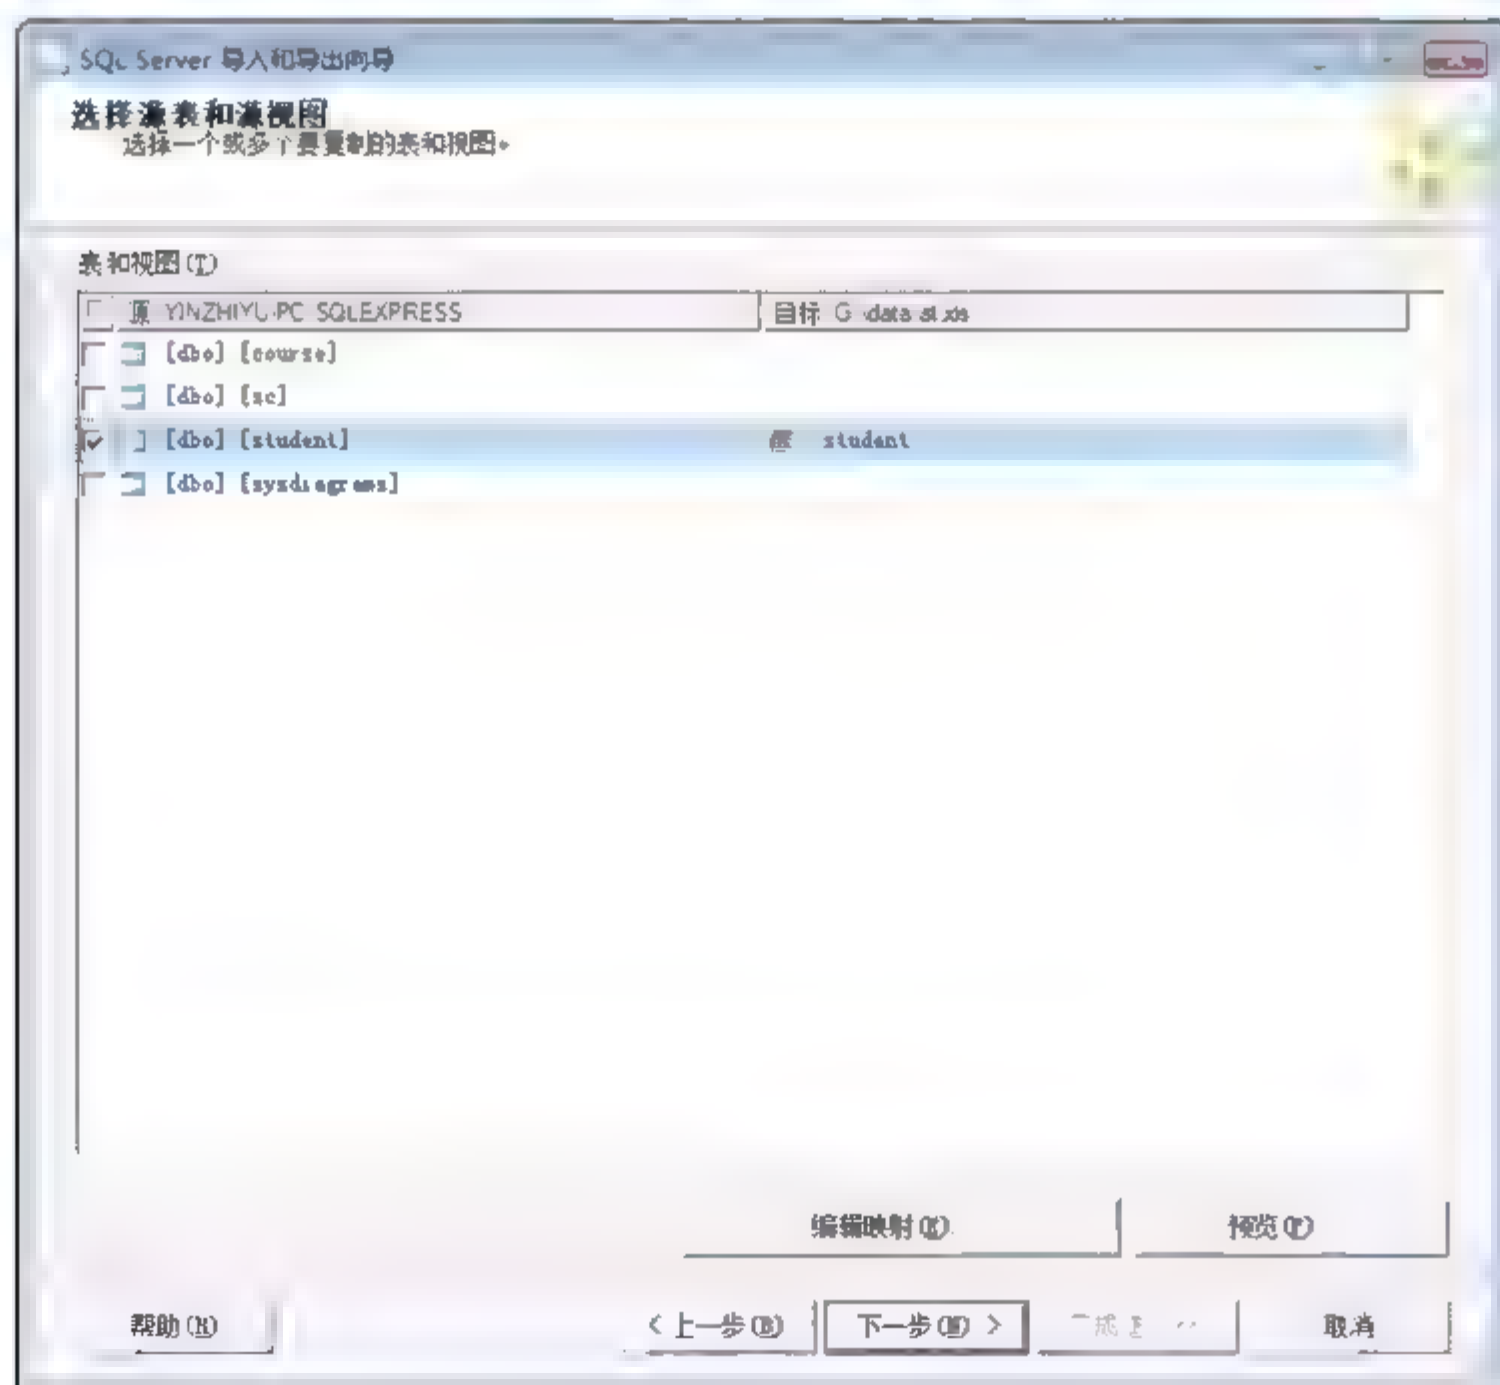 SQL Server 导入和导出向导
选择源表和源视图
选择一个或多个要复制的表和视图。
表和视图(T)
源 YINZHIYU-PC SQLEXPRESS 目标 G data
[dbo] [course]
[dbo] [sc]
[dbo] [student] student
[dbo] [sysdiagrams]
编辑映射(E) 预览(P)
帮助(H) < 上一步(B) 下一步(N) > 取消